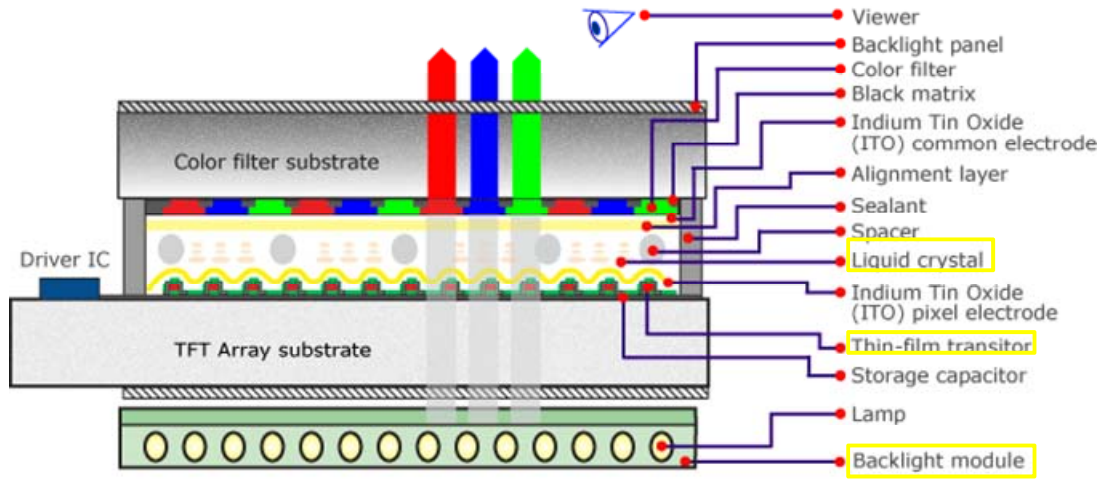 Viewer
Backlight panel
Color filter
Black matrix
Indium Tin Oxide
(ITO) common electrode
Alignment layer
Sealant
Spacer
Liquid crystal
Indium Tin Oxide
(ITO) pixel electrode
Thin-film transitor
Storage capacitor
Lamp
Backlight module
Color filter substrate
Driver IC
TFT Array substrate